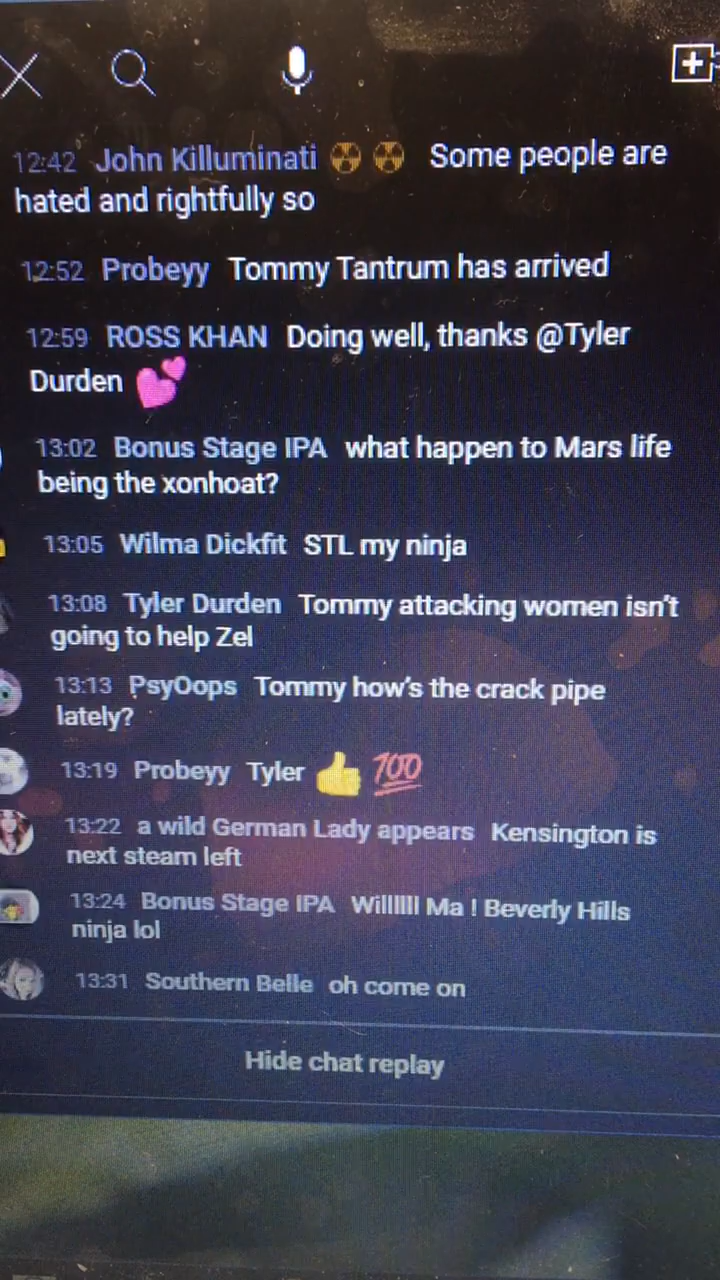 12:42 John Killuminati ☢☢ Some people are
hated and rightfully so
12:52 Probeyy Tommy Tantrum has arrived
12:59 ROSS KHAN Doing well, thanks @Tyler
Durden 💕
13:02 Bonus Stage IPA what happen to Mars life
being the xonhoat?
13:05 Wilma Dickfit STL my ninja
13:08 Tyler Durden Tommy attacking women isn't
going to help Zel
13:13 PsyOops Tommy how's the crack pipe
lately?
13:19 Probeyy Tyler 👍 💯
13:22 a wild German Lady appears Kensington is
next steam left
13:24 Bonus Stage IPA Willlllll Ma ! Beverly Hills
ninja lol
13:31 Southern Belle oh come on
Hide chat replay